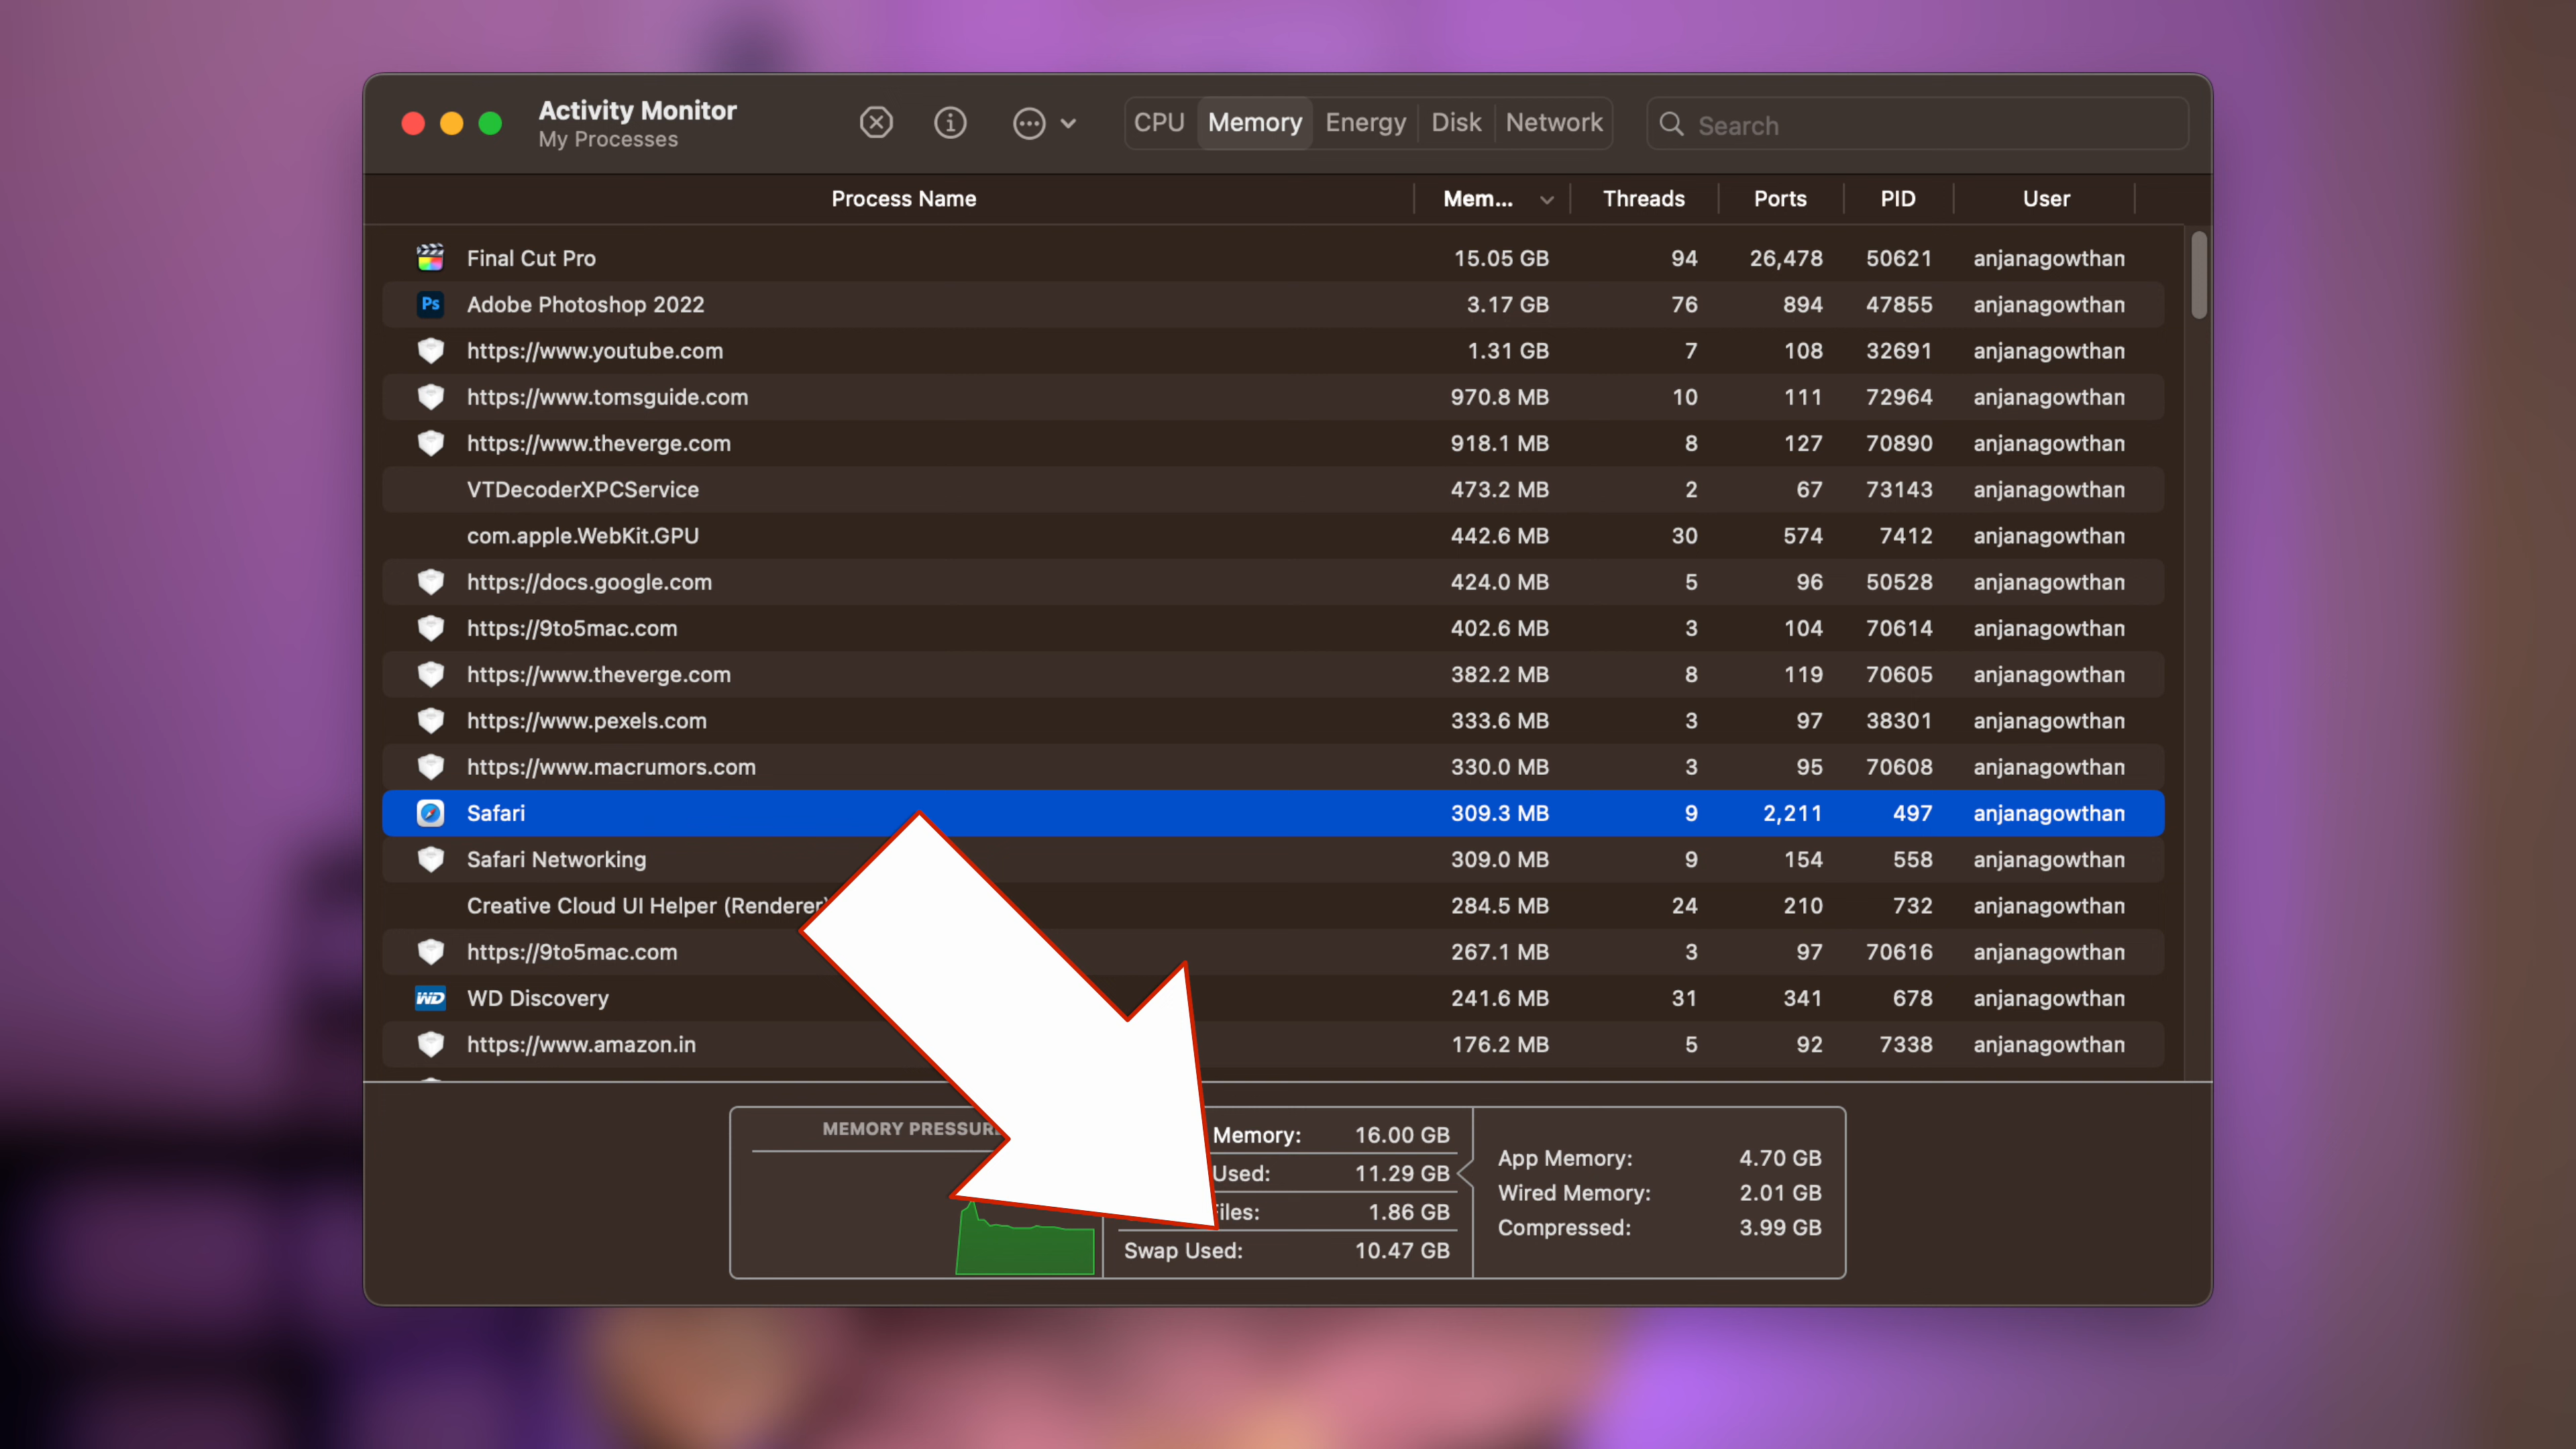 Activity Monitor
My Processes
CPU Memory Energy Disk Network
Search
Process Name Mem... Threads Ports PID User
Final Cut Pro 15.05 GB 94 26,478 50621 anjanagowthan
Ps Adobe Photoshop 2022 3.17 GB 76 894 47855 anjanagowthan
https://www.youtube.com 1.31 GB 7 108 32691 anjanagowthan
https://www.tomsguide.com 970.8 MB 10 111 72964 anjanagowthan
https://www.theverge.com 918.1 MB 8 127 70890 anjanagowthan
VTDecoderXPCService 473.2 MB 2 67 73143 anjanagowthan
com.apple.WebKit.GPU 442.6 MB 30 574 7412 anjanagowthan
https://docs.google.com 424.0 MB 5 96 50528 anjanagowthan
https://9to5mac.com 402.6 MB 3 104 70614 anjanagowthan
https://www.theverge.com 382.2 MB 8 119 70605 anjanagowthan
https://www.pexels.com 333.6 MB 3 97 38301 anjanagowthan
https://www.macrumors.com 330.0 MB 3 95 70608 anjanagowthan
Safari 309.3 MB 9 2,211 497 anjanagowthan
Safari Networking 309.0 MB 9 154 558 anjanagowthan
Creative Cloud UI Helper (Renderer) 284.5 MB 24 210 732 anjanagowthan
https://9to5mac.com 267.1 MB 3 97 70616 anjanagowthan
WD WD Discovery 241.6 MB 31 341 678 anjanagowthan
https://www.amazon.in 176.2 MB 5 92 7338 anjanagowthan
MEMORY PRESSURE
Memory: 16.00 GB
Used: 11.29 GB
Files: 1.86 GB
Swap Used: 10.47 GB
App Memory: 4.70 GB
Wired Memory: 2.01 GB
Compressed: 3.99 GB